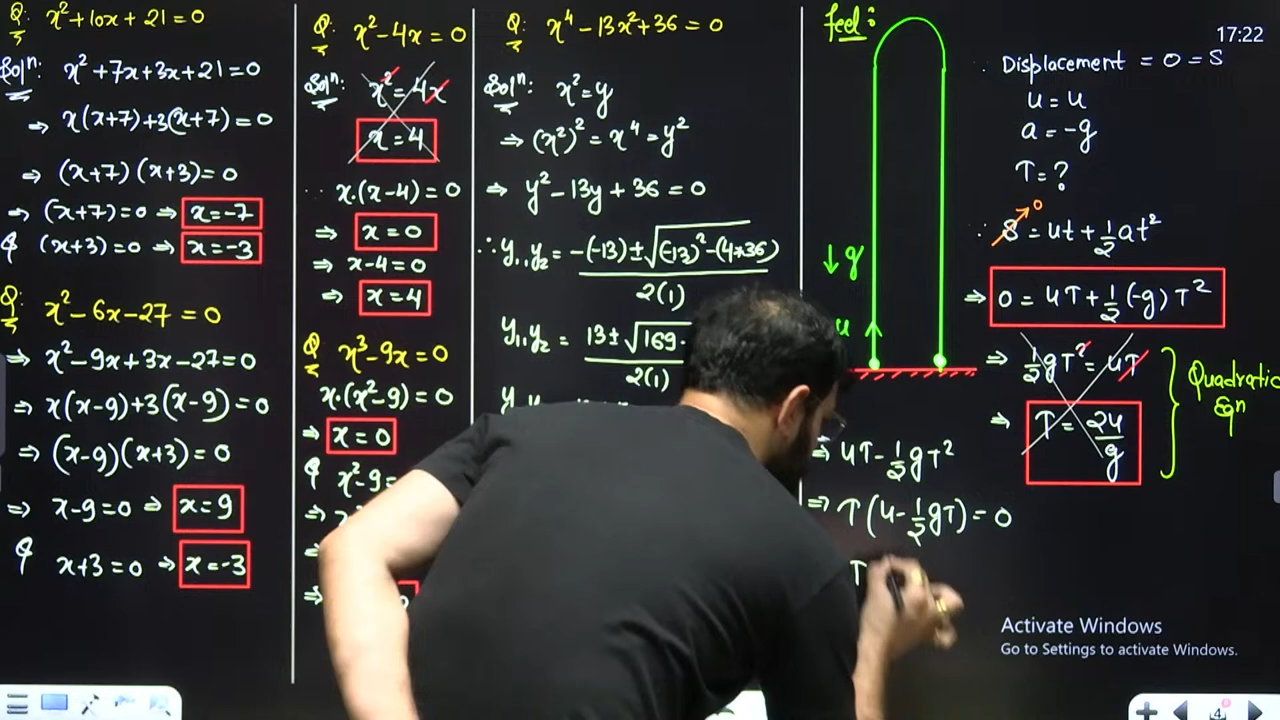 Q: x²+10x+21=0
Solⁿ: x²+7x+3x+21=0
⇒ x(x+7)+3(x+7)=0
⇒ (x+7)(x+3)=0
⇒ (x+7)=0 ⇒ x=-7
& (x+3)=0 ⇒ x=-3
Q: x²-6x-27=0
⇒ x²-9x+3x-27=0
⇒ x(x-9)+3(x-9)=0
⇒ (x-9)(x+3)=0
⇒ x-9=0 ⇒ x=9
& x+3=0 ⇒ x=-3
Q: x²-4x=0
Solⁿ: x²=4x
x=4
∵ x.(x-4)=0
⇒ x=0
⇒ x-4=0
⇒ x=4
Q x³-9x=0
x.(x²-9)=0
⇒ x=0
& x²-9=
⇒
⇒
⇒
Q: x⁴-13x²+36=0
Solⁿ: x²=y
⇒ (x²)²=x⁴=y²
⇒ y²-13y+36=0
∴ y₁,y₂ = -(-13)±√(-13)²-(4*36)
2(1)
y₁,y₂ = 13±√169
2(1)
feel:
↓g
u
17:22
∵ Displacement = 0 = S
u=u
a=-g
T=?
∵ S=ut+½at²
0
⇒ 0=uT+½(-g)T²
⇒ ½gT²=uT
⇒ T=2u/g
Quadratic
Eqn
⇒ uT-½gT²
⇒ T(u-½gT)=0
T
Activate Windows
Go to Settings to activate Windows.
4